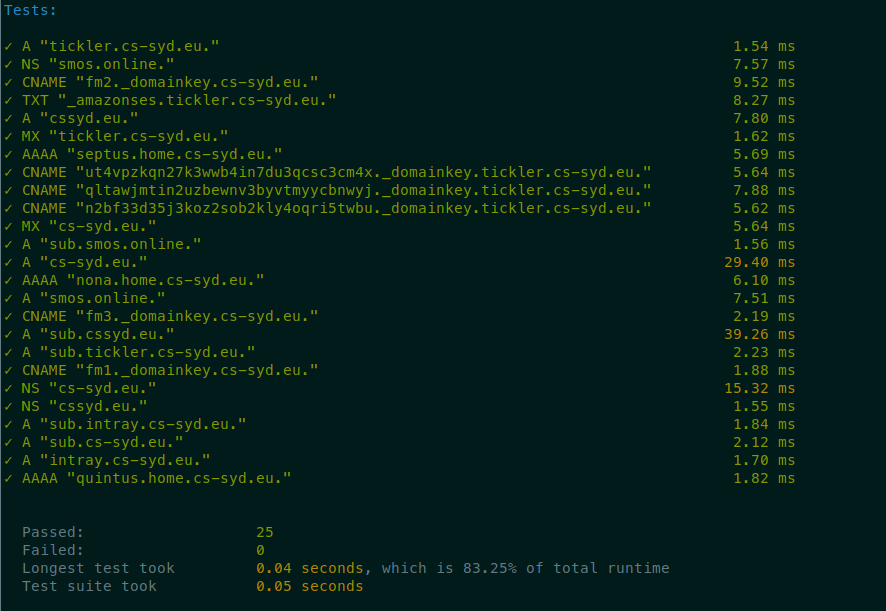 Tests:
✓ A "tickler.cs-syd.eu." 1.54 ms
✓ NS "smos.online." 7.57 ms
✓ CNAME "fm2._domainkey.cs-syd.eu." 9.52 ms
✓ TXT "_amazonses.tickler.cs-syd.eu." 8.27 ms
✓ A "cssyd.eu." 7.80 ms
✓ MX "tickler.cs-syd.eu." 1.62 ms
✓ AAAA "septus.home.cs-syd.eu." 5.69 ms
✓ CNAME "ut4vpzkqn27k3wwb4in7du3qcsc3cm4x._domainkey.tickler.cs-syd.eu." 5.64 ms
✓ CNAME "qltawjmtin2uzbewnv3byvtmyycbnwyj._domainkey.tickler.cs-syd.eu." 7.88 ms
✓ CNAME "n2bf33d35j3koz2sob2kly4oqri5twbu._domainkey.tickler.cs-syd.eu." 5.62 ms
✓ MX "cs-syd.eu." 5.64 ms
✓ A "sub.smos.online." 1.56 ms
✓ A "cs-syd.eu." 29.40 ms
✓ AAAA "nona.home.cs-syd.eu." 6.10 ms
✓ A "smos.online." 7.51 ms
✓ CNAME "fm3._domainkey.cs-syd.eu." 2.19 ms
✓ A "sub.cssyd.eu." 39.26 ms
✓ A "sub.tickler.cs-syd.eu." 2.23 ms
✓ CNAME "fm1._domainkey.cs-syd.eu." 1.88 ms
✓ NS "cs-syd.eu." 15.32 ms
✓ NS "cssyd.eu." 1.55 ms
✓ A "sub.intray.cs-syd.eu." 1.84 ms
✓ A "sub.cs-syd.eu." 2.12 ms
✓ A "intray.cs-syd.eu." 1.70 ms
✓ AAAA "quintus.home.cs-syd.eu." 1.82 ms
Passed: 25
Failed: 0
Longest test took 0.04 seconds, which is 83.25% of total runtime
Test suite took 0.05 seconds